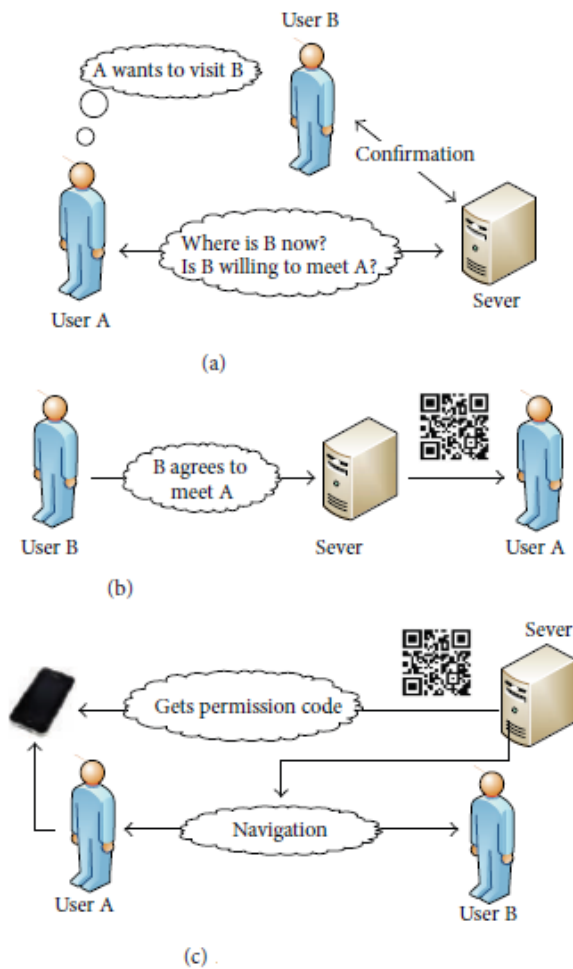 User B
A wants to visit B
Confirmation
Where is B now?
Is B willing to meet A?
User A
Sever
(a)
B agrees to
meet A
User B
Sever
User A
(b)
Sever
Gets permission code
Navigation
User A
User B
(c)